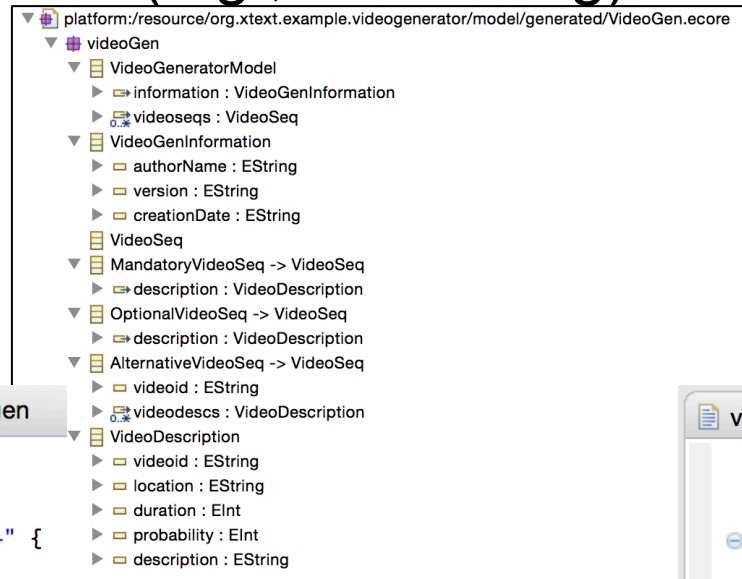 platform:/resource/org.xtext.example.videogenerator/model/generated/VideoGen.ecore
videoGen
VideoGeneratorModel
information : VideoGenInformation
0..* videoseqs : VideoSeq
VideoGenInformation
authorName : EString
version : EString
creationDate : EString
VideoSeq
MandatoryVideoSeq -> VideoSeq
description : VideoDescription
OptionalVideoSeq -> VideoSeq
description : VideoDescription
AlternativeVideoSeq -> VideoSeq
videoid : EString
0..* videodescs : VideoDescription
VideoDescription
videoid : EString
location : EString
duration : EInt
probability : EInt
description : EString
" {